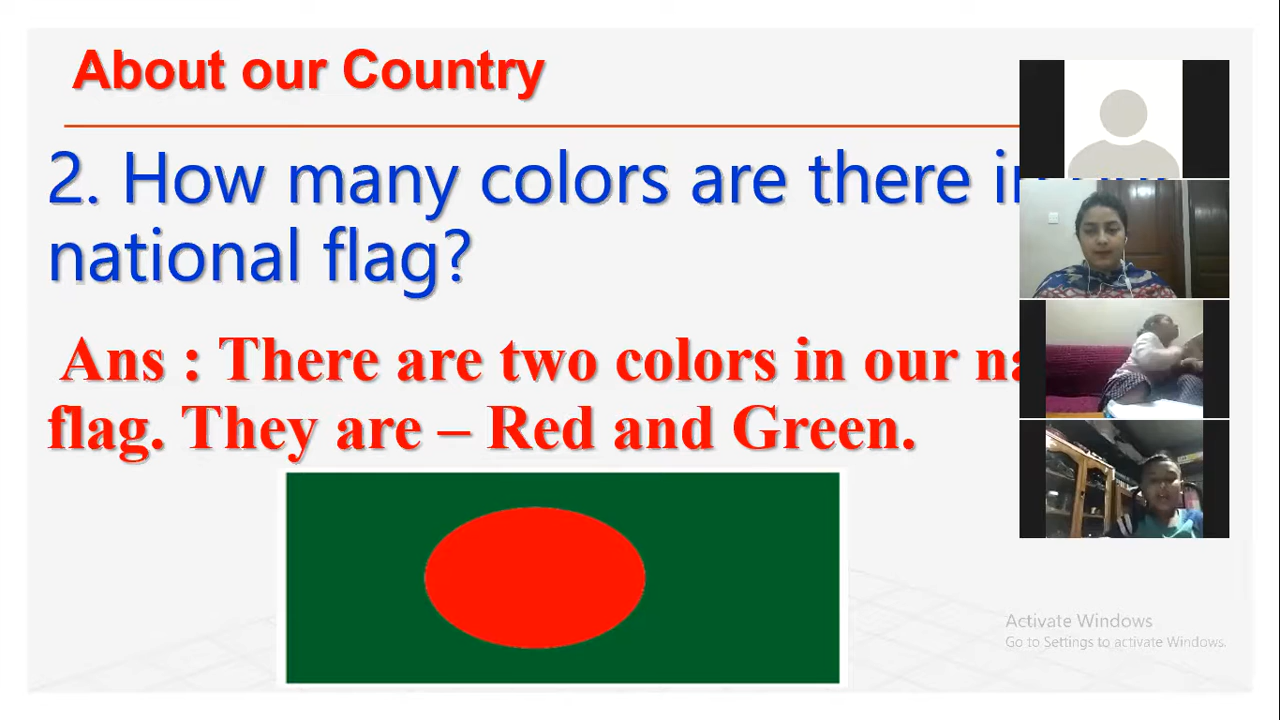 About our Country
2. How many colors are there in
national flag?
Ans : There are two colors in our
flag. They are – Red and Green.
Activate Windows
Go to Settings to activate Windows.